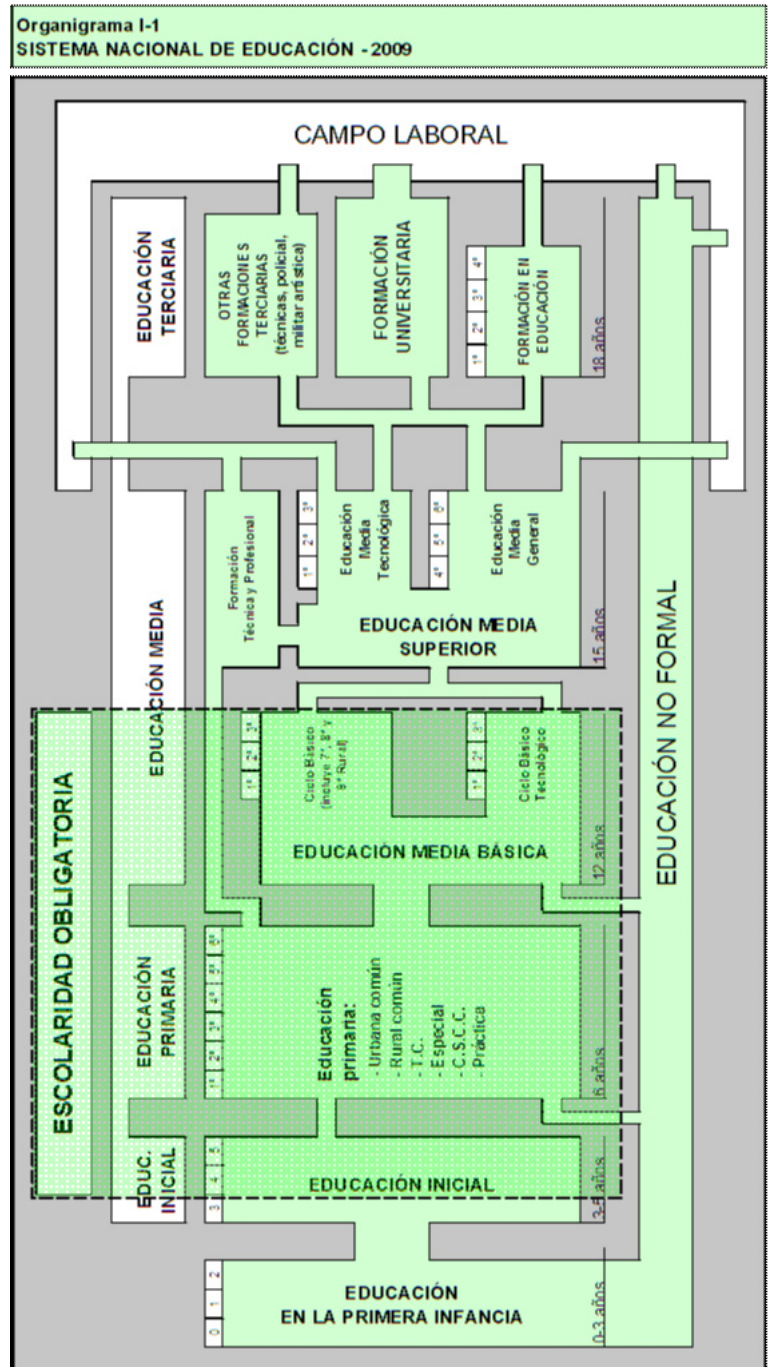 Organigrama I-1
SISTEMA NACIONAL DE EDUCACIÓN - 2009
CAMPO LABORAL
EDUCACIÓN
TERCIARIA
OTRAS
FORMACIONES
TERCIARIAS
(técnicas, policial,
militar artística)
FORMACIÓN
UNIVERSITARIA
1° 2° 3° 4°
FORMACIÓN EN
EDUCACIÓN
18 años
EDUCACIÓN MEDIA
Formación
Técnica y Profesional
1° 2° 3°
Educación
Media
Tecnológica
4° 5° 6°
Educación
Media
General
EDUCACIÓN MEDIA
SUPERIOR
15 años
EDUCACIÓN NO FORMAL
ESCOLARIDAD OBLIGATORIA
1° 2° 3°
Ciclo Básico
(incluye 7°, 8° y
9° Rural)
1° 2° 3°
Ciclo Básico
Tecnológico
EDUCACIÓN MEDIA BÁSICA
12 años
EDUCACIÓN
PRIMARIA
1° 2° 3° 4° 5° 6°
Educación
primaria:
- Urbana común
- Rural común
- T.C.
- Especial
- C.S.C.C.
- Práctica
6 años
EDUC.
INICIAL
3 4 5
EDUCACIÓN INICIAL
3-5 años
0 1 2
EDUCACIÓN
EN LA PRIMERA INFANCIA
0-3 años